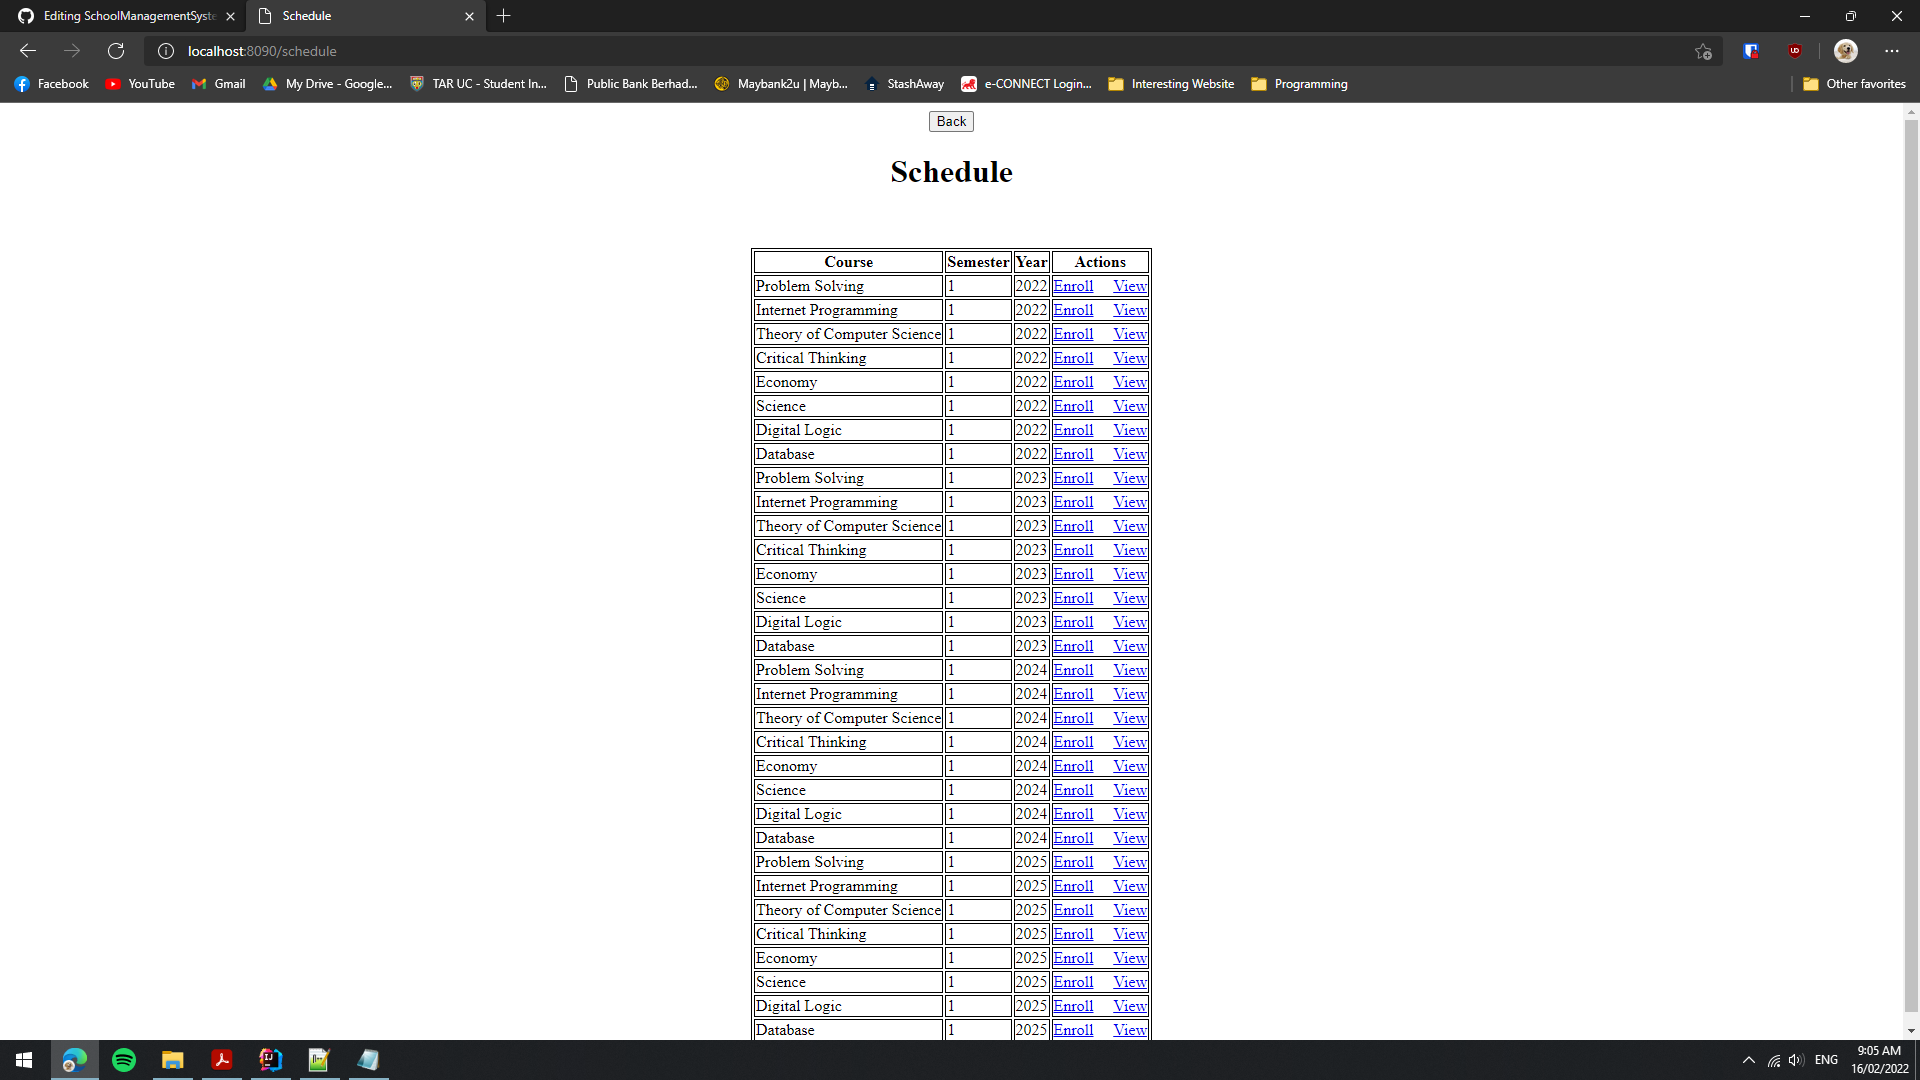 Editing SchoolManagementSyste
Schedule
localhost:8090/schedule
Facebook YouTube Gmail My Drive - Google... TAR UC - Student In... Public Bank Berhad... Maybank2u | Mayb... StashAway e-CONNECT Login... Interesting Website Programming Other favorites
Back
Schedule
Course Semester Year Actions
Problem Solving 1 2022 Enroll View
Internet Programming 1 2022 Enroll View
Theory of Computer Science 1 2022 Enroll View
Critical Thinking 1 2022 Enroll View
Economy 1 2022 Enroll View
Science 1 2022 Enroll View
Digital Logic 1 2022 Enroll View
Database 1 2022 Enroll View
Problem Solving 1 2023 Enroll View
Internet Programming 1 2023 Enroll View
Theory of Computer Science 1 2023 Enroll View
Critical Thinking 1 2023 Enroll View
Economy 1 2023 Enroll View
Science 1 2023 Enroll View
Digital Logic 1 2023 Enroll View
Database 1 2023 Enroll View
Problem Solving 1 2024 Enroll View
Internet Programming 1 2024 Enroll View
Theory of Computer Science 1 2024 Enroll View
Critical Thinking 1 2024 Enroll View
Economy 1 2024 Enroll View
Science 1 2024 Enroll View
Digital Logic 1 2024 Enroll View
Database 1 2024 Enroll View
Problem Solving 1 2025 Enroll View
Internet Programming 1 2025 Enroll View
Theory of Computer Science 1 2025 Enroll View
Critical Thinking 1 2025 Enroll View
Economy 1 2025 Enroll View
Science 1 2025 Enroll View
Digital Logic 1 2025 Enroll View
Database 1 2025 Enroll View
ENG
9:05 AM
16/02/2022